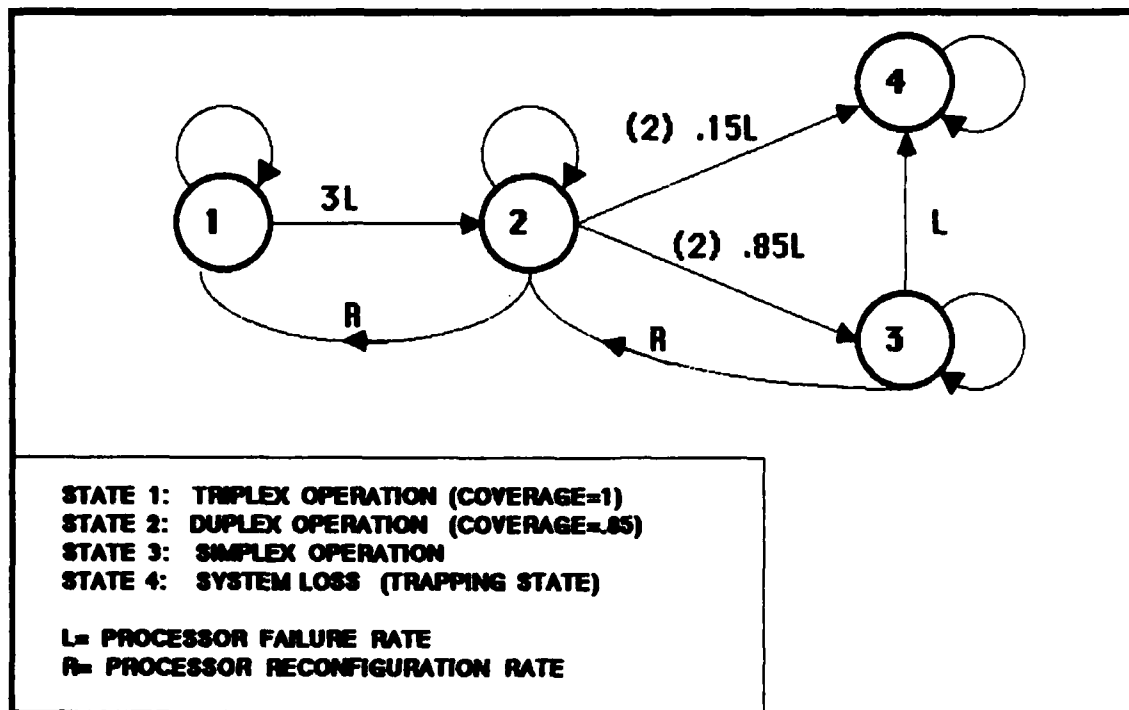 4
(2) .15L
1
3L
2
L
(2) .85L
R
R
3
STATE 1: TRIPLEX OPERATION (COVERAGE=1)
STATE 2: DUPLEX OPERATION (COVERAGE=.85)
STATE 3: SIMPLEX OPERATION
STATE 4: SYSTEM LOSS (TRAPPING STATE)
L= PROCESSOR FAILURE RATE
R= PROCESSOR RECONFIGURATION RATE